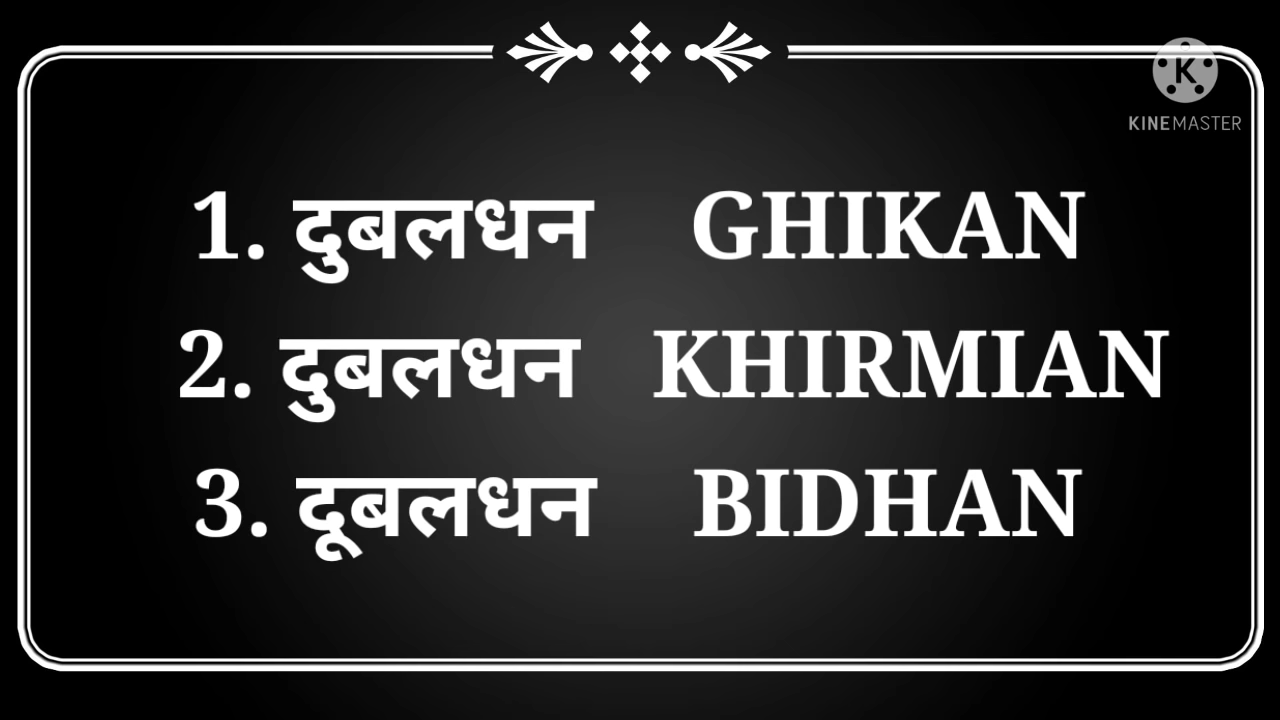 K
KINEMASTER
1. दुबलधन GHIKAN
2. दुबलधन KHIRMIAN
3. दूबलधन BIDHAN